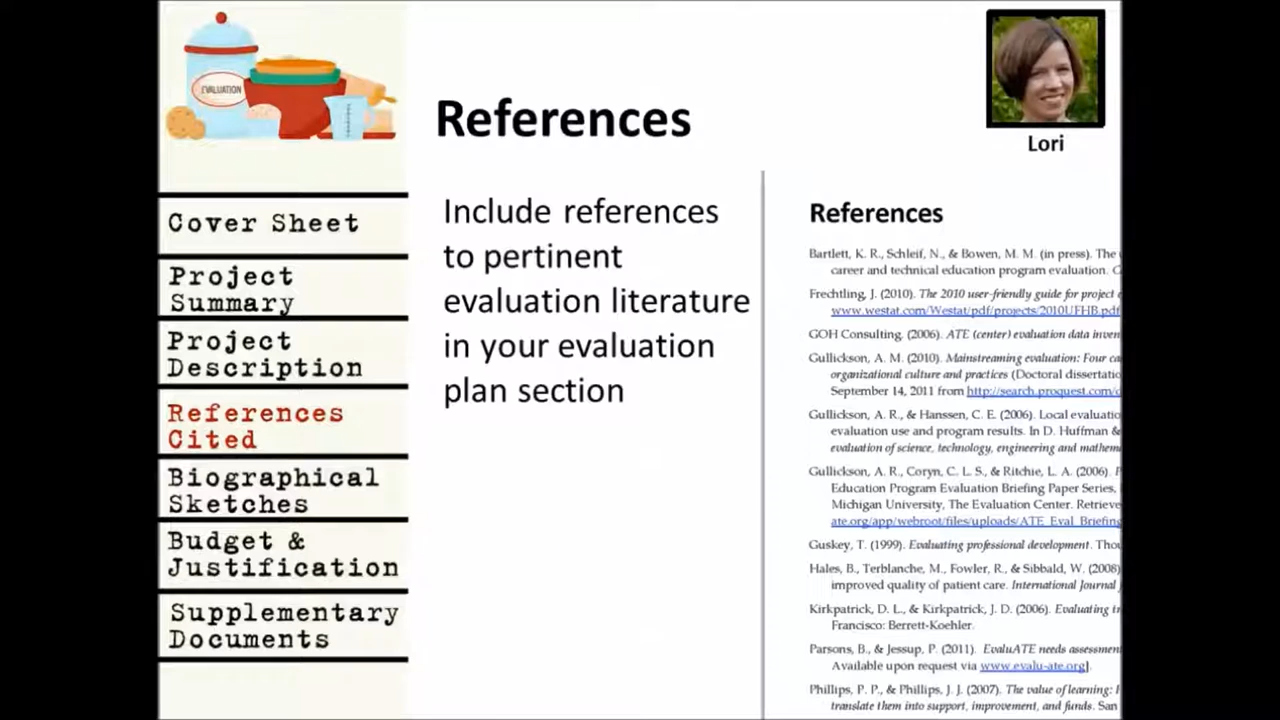 EVALUATION
References
Lori
Cover Sheet
Project
Summary
Project
Description
References
Cited
Biographical
Sketches
Budget &
Justification
Supplementary
Documents
Include references
to pertinent
evaluation literature
in your evaluation
plan section
References
Bartlett, K. R., Schleif, N., & Bowen, M. M. (in press). The
career and technical education program evaluation.
Frechtling, J. (2010). The 2010 user-friendly guide for project
www.westat.com/Westat/pdf/projects/2010UFHB.pdf
GOH Consulting. (2006). ATE (center) evaluation data inven
Gullickson, A. M. (2010). Mainstreaming evaluation: Four ca
organizational culture and practices (Doctoral dissertatio
September 14, 2011 from http://search.proquest.com/
Gullickson, A. R., & Hanssen, C. E. (2006). Local evaluatio
evaluation use and program results. In D. Huffman &
evaluation of science, technology, engineering and mathem
Gullickson, A. R., Coryn, C. L. S., & Ritchie, L. A. (2006).
Education Program Evaluation Briefing Paper Series,
Michigan University, The Evaluation Center. Retrieve
ate.org/app/webroot/files/uploads/ATE_Eval_Briefing
Guskey, T. (1999). Evaluating professional development. Thou
Hales, B., Terblanche, M., Fowler, R., & Sibbald, W. (2008)
improved quality of patient care. International Journal
Kirkpatrick, D. L., & Kirkpatrick, J. D. (2006). Evaluating tr
Francisco: Berrett-Koehler.
Parsons, B., & Jessup, P. (2011). EvaluATE needs assessment
Available upon request via www.evalu-ate.org].
Phillips, P. P., & Phillips, J. J. (2007). The value of learning:
translate them into support, improvement, and funds. San